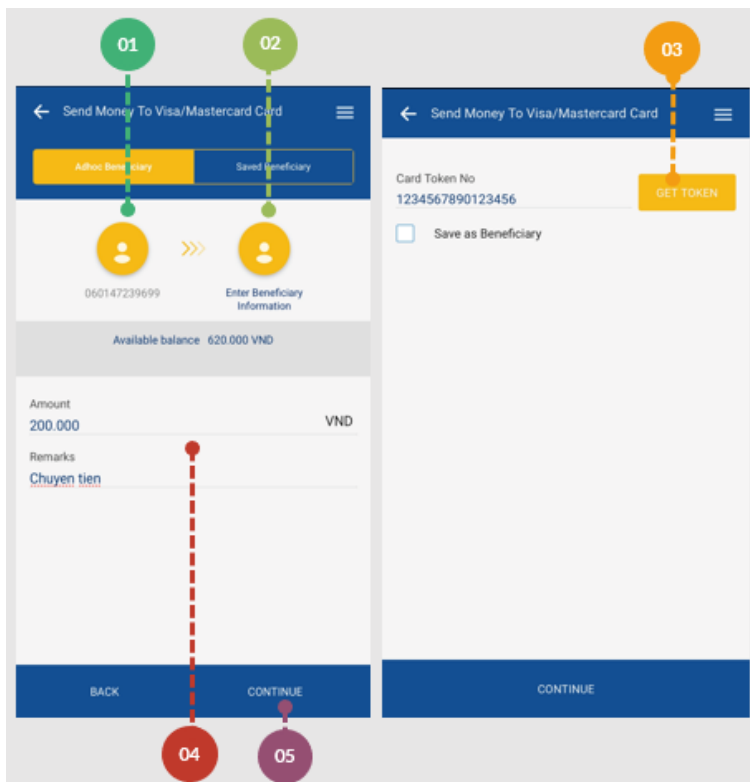 01
02
03
Send Money To Visa/Mastercard Card
Adhoc Beneficiary
Saved Beneficiary
060147239699
Enter Beneficiary
Information
Available balance 620.000 VND
Amount
200.000
VND
Remarks
Chuyen tien
BACK
CONTINUE
04
05
Send Money To Visa/Mastercard Card
Card Token No
1234567890123456
GET TOKEN
Save as Beneficiary
CONTINUE